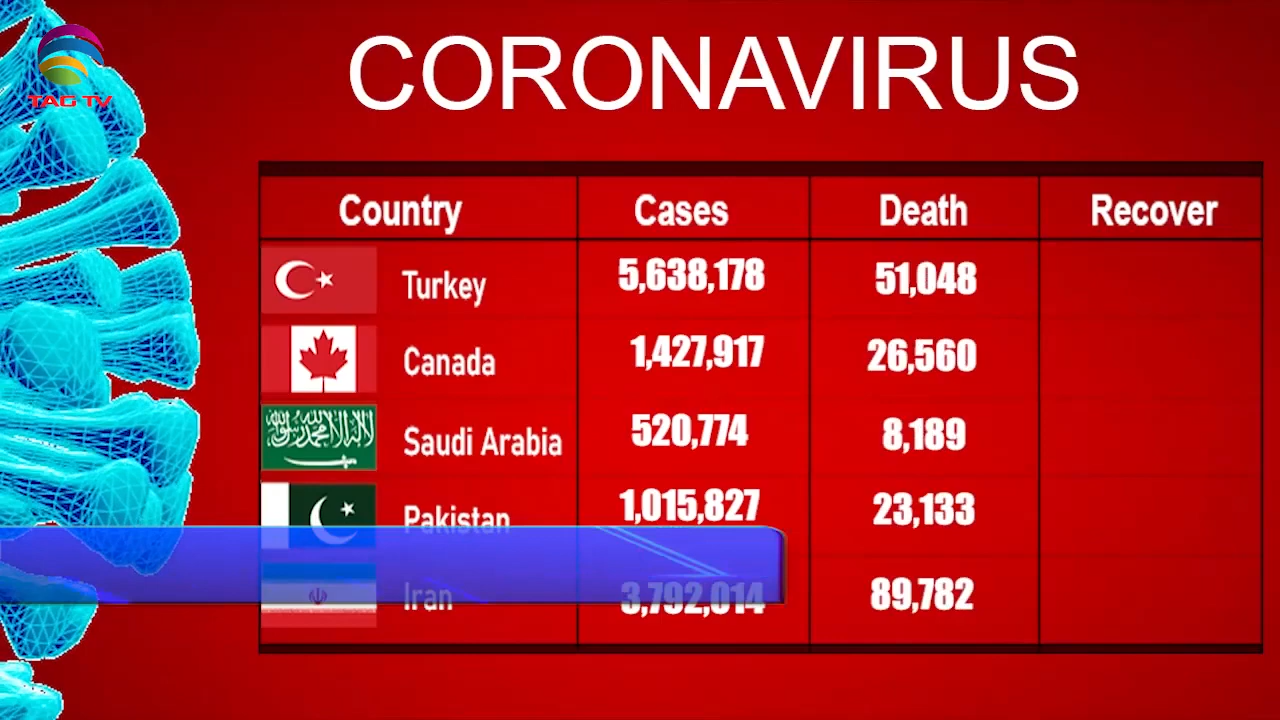 TAG TV
CORONAVIRUS
Country Cases Death Recover
Turkey 5,638,178 51,048
Canada 1,427,917 26,560
Saudi Arabia 520,774 8,189
Pakistan 1,015,827 23,133
Iran 3,792,014 89,782